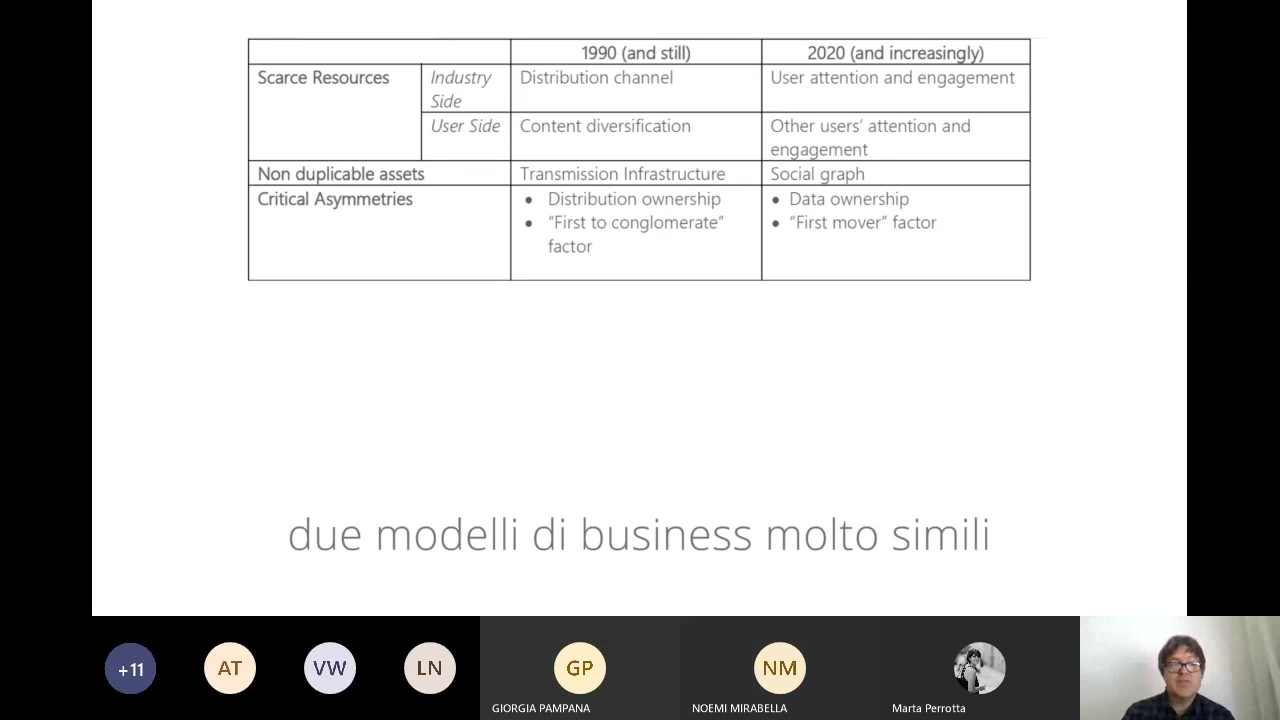 1990 (and still)
2020 (and increasingly)
Scarce Resources
Industry
Side
Distribution channel
User attention and engagement
User Side
Content diversification
Other users’ attention and
engagement
Non duplicable assets
Transmission Infrastructure
Social graph
Critical Asymmetries
• Distribution ownership
• “First to conglomerate”
factor
• Data ownership
• “First mover” factor
due modelli di business molto simili
+11
AT
VW
LN
GP
GIORGIA PAMPANA
NM
NOEMI MIRABELLA
Marta Perrotta